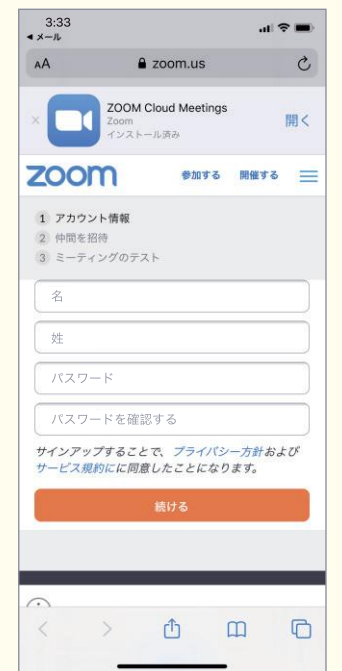 3:33
◀ メール
AA
zoom.us
ZOOM Cloud Meetings
Zoom
インストール済み
開く
zoom
参加する 開催する
1 アカウント情報
2 仲間を招待
3 ミーティングのテスト
名
姓
パスワード
パスワードを確認する
サインアップすることで、プライバシー方針および
サービス規約にに同意したことになります。
続ける